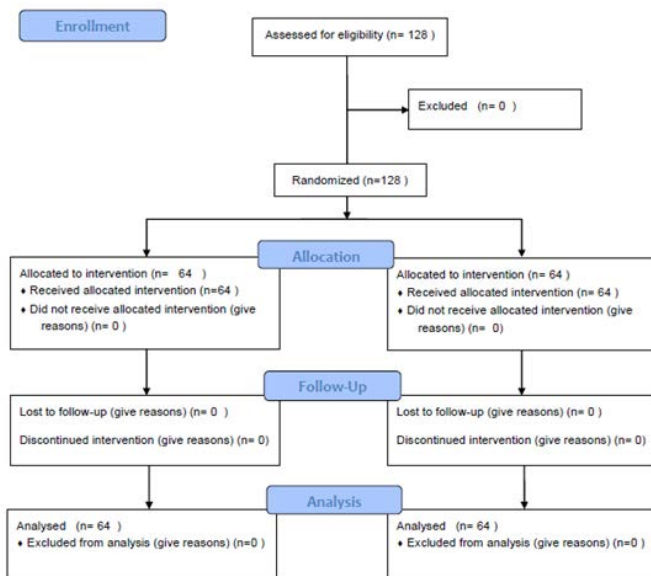 Enrollment
Assessed for eligibility (n= 128 )
Excluded (n= 0 )
Randomized (n=128 )
Allocation
Allocated to intervention (n= 64 )
♦ Received allocated intervention (n=64 )
♦ Did not receive allocated intervention (give
reasons) (n= 0 )
Allocated to intervention (n= 64 )
♦ Received allocated intervention (n= 64 )
♦ Did not receive allocated intervention (give
reasons) (n= 0)
Follow-Up
Lost to follow-up (give reasons) (n= 0 )
Discontinued intervention (give reasons) (n= 0)
Lost to follow-up (give reasons) (n= 0 )
Discontinued intervention (give reasons) (n= 0)
Analysis
Analysed (n= 64 )
♦ Excluded from analysis (give reasons) (n=0 )
Analysed (n= 64 )
♦ Excluded from analysis (give reasons) (n=0 )